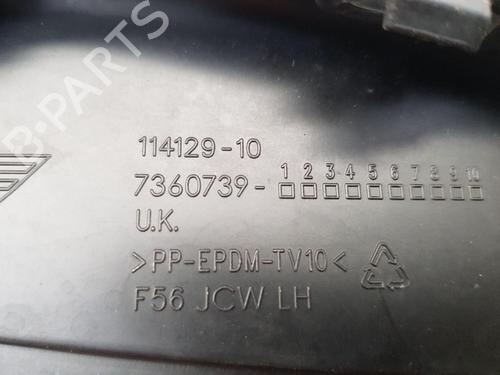 B-PARTS
114129-10
1 2 3 4 5 6 7 8 9 10
7360739-
U.K.
>PP-EPDM-TV10<
F56 JCW LH